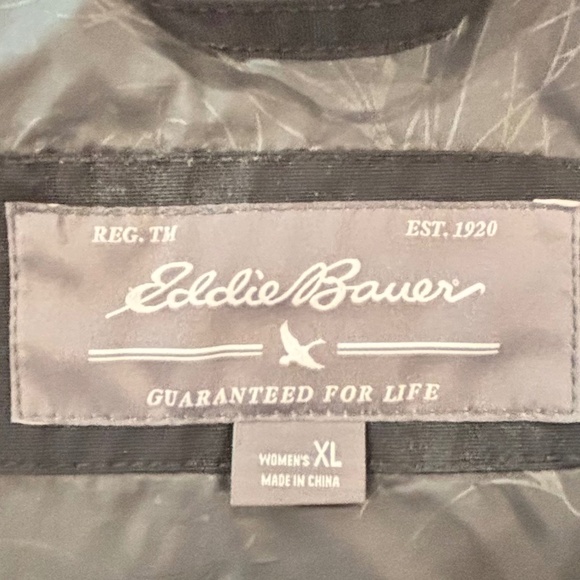 REG. TM EST. 1920
Eddie Bauer
GUARANTEED FOR LIFE
WOMEN'S XL
MADE IN CHINA